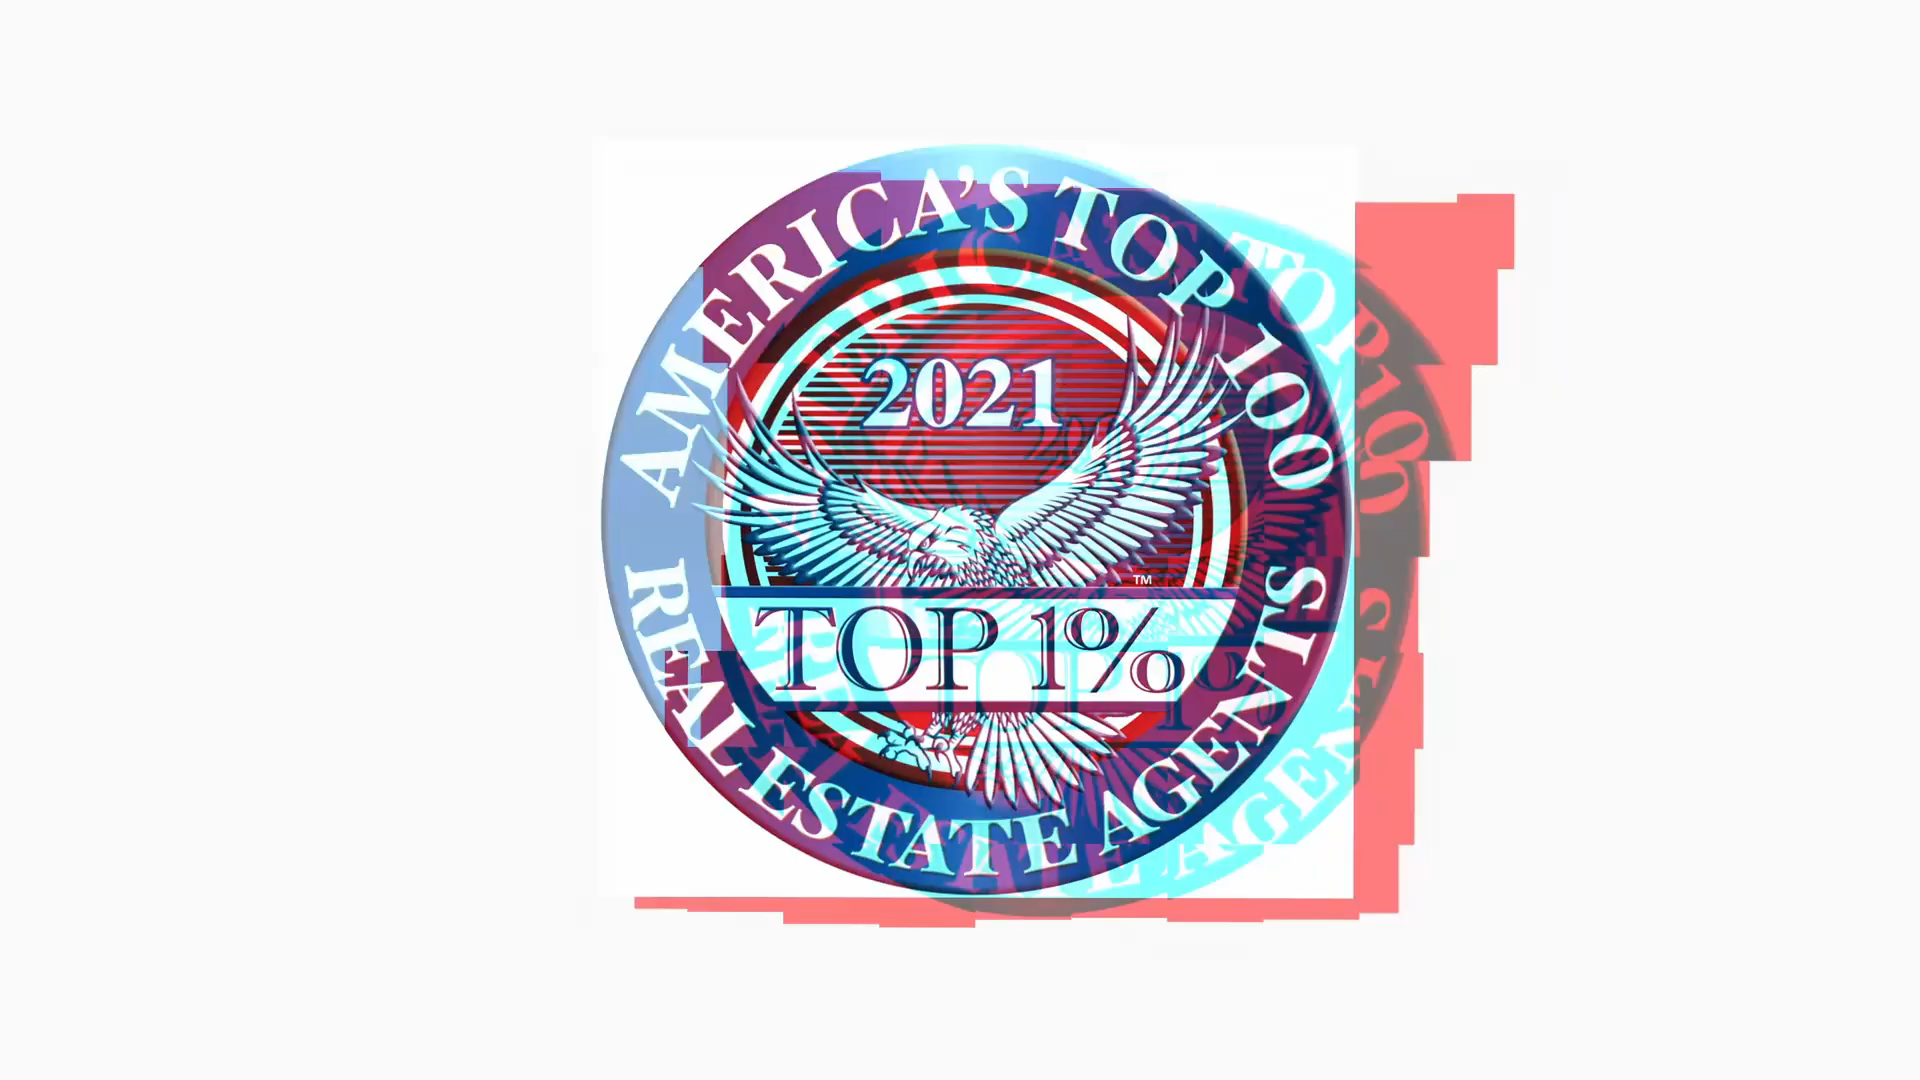 AMERICA'S TOP 100
2021
TM
TOP 1%
REAL ESTATE AGENTS